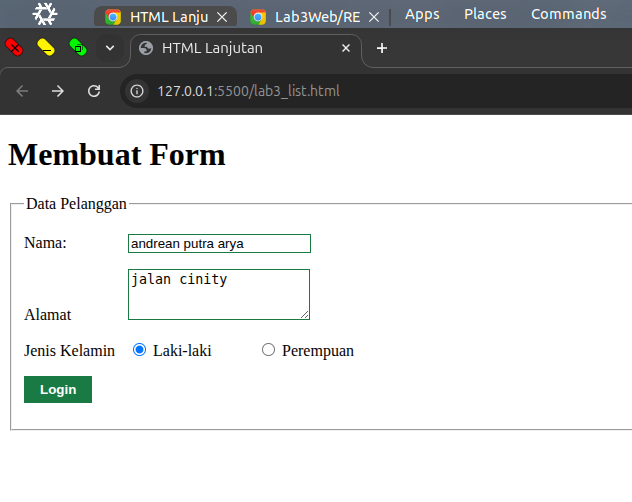 HTML Lanju Lab3Web/RE Apps Places Commands
HTML Lanjutan
127.0.0.1:5500/lab3_list.html
Membuat Form
Data Pelanggan
Nama: andrean putra arya
jalan cinity
Alamat
Jenis Kelamin Laki-laki Perempuan
Login